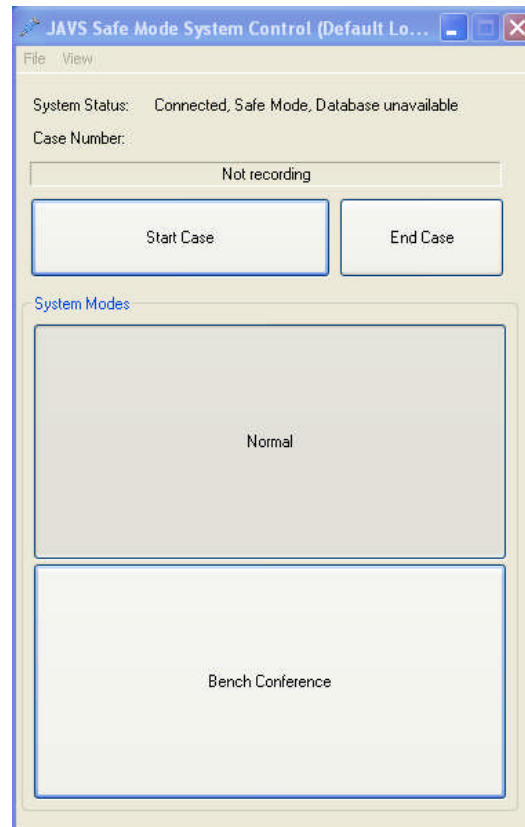 JAVS Safe Mode System Control (Default Lo...
File View
System Status: Connected, Safe Mode, Database unavailable
Case Number:
Not recording
Start Case End Case
System Modes
Normal
Bench Conference